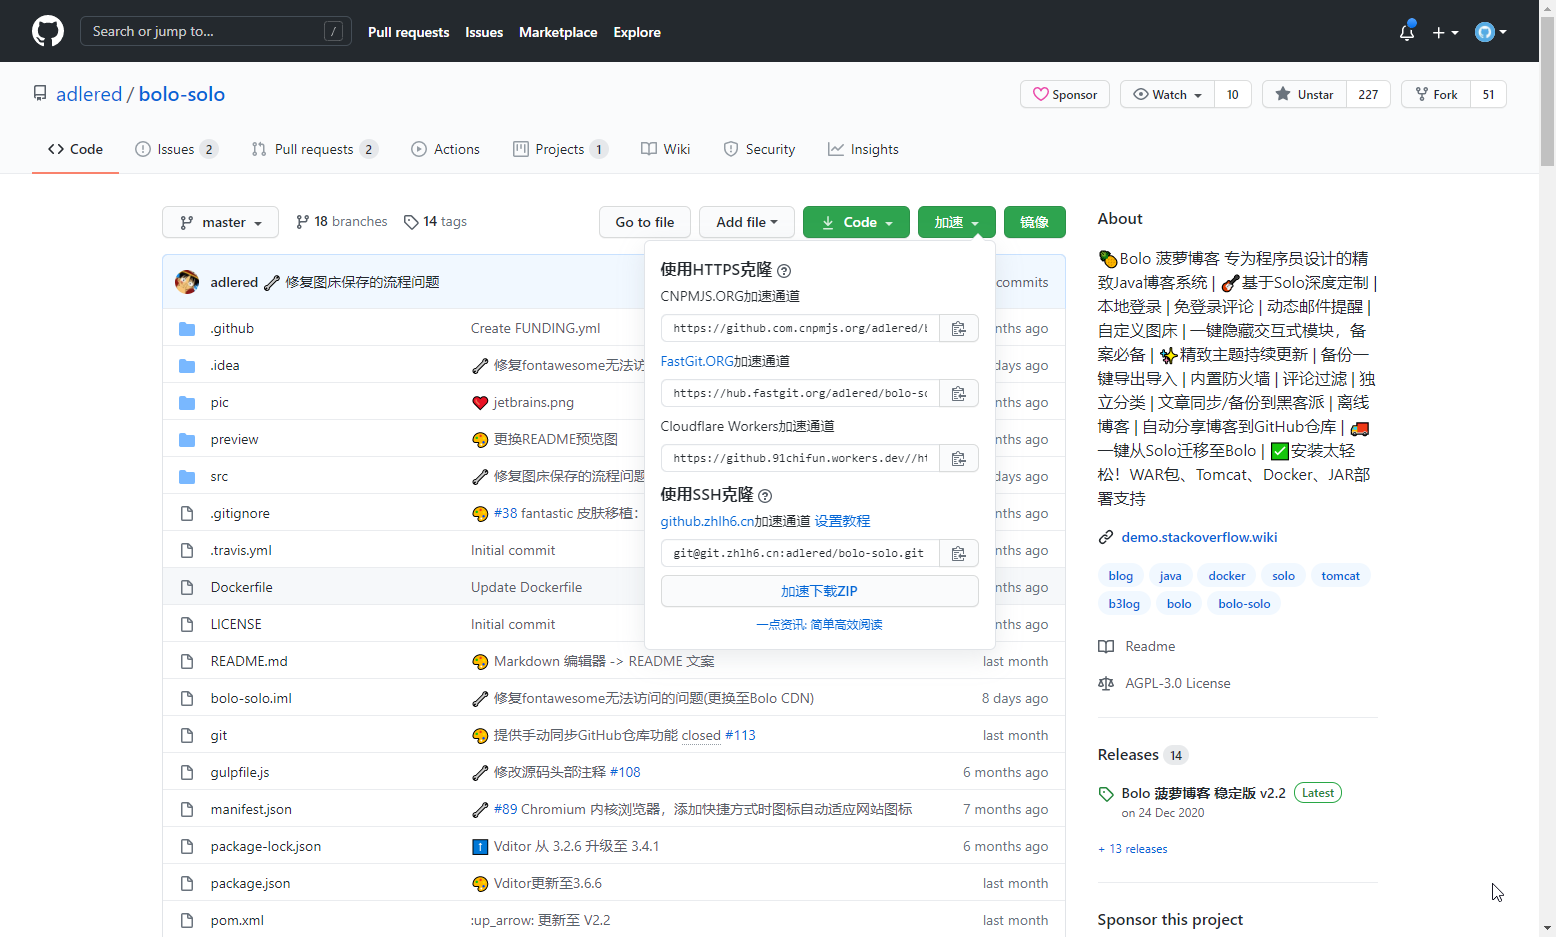 Search or jump to...
/
Pull requests
Issues
Marketplace
Explore
adlered / bolo-solo
Sponsor
Watch 10
Unstar 227
Fork 51
Code
Issues 2
Pull requests 2
Actions
Projects 1
Wiki
Security
Insights
master
18 branches
14 tags
Go to file
Add file
Code
加速
镜像
adlered 修复图床保存的流程问题
commits
.github Create FUNDING.yml nths ago
.idea 修复fontawesome无法访 days ago
pic jetbrains.png nths ago
preview 更换README预览图 nths ago
src 修复图床保存的流程问题 days ago
.gitignore #38 fantastic 皮肤移植: nths ago
.travis.yml Initial commit nths ago
Dockerfile Update Dockerfile nths ago
LICENSE Initial commit nths ago
README.md Markdown 编辑器 -> README 文案 last month
bolo-solo.iml 修复fontawesome无法访问的问题(更换至Bolo CDN) 8 days ago
git 提供手动同步GitHub仓库功能 closed #113 last month
gulpfile.js 修改源码头部注释 #108 6 months ago
manifest.json #89 Chromium 内核浏览器，添加快捷方式时图标自动适应网站图标 7 months ago
package-lock.json Vditor 从 3.2.6 升级至 3.4.1 6 months ago
package.json Vditor更新至3.6.6 last month
pom.xml :up_arrow: 更新至 V2.2 last month
使用HTTPS克隆
CNPMJS.ORG加速通道
https://github.com.cnpmjs.org/adlered/b
FastGit.ORG加速通道
https://hub.fastgit.org/adlered/bolo-so
Cloudflare Workers加速通道
https://github.91chifun.workers.dev//ht
使用SSH克隆
github.zhlh6.cn加速通道 设置教程
git@git.zhlh6.cn:adlered/bolo-solo.git
加速下载ZIP
一点资讯: 简单高效阅读
About
Bolo 菠萝博客 专为程序员设计的精
致Java博客系统 | 🎸基于Solo深度定制 |
本地登录 | 免登录评论 | 动态邮件提醒 |
自定义图床 | 一键隐藏交互式模块，备
案必备 | ✨精致主题持续更新 | 备份一
键导出导入 | 内置防火墙 | 评论过滤 | 独
立分类 | 文章同步/备份到黑客派 | 离线
博客 | 自动分享博客到GitHub仓库 | 🚚
一键从Solo迁移至Bolo | ✅安装太轻
松！WAR包、Tomcat、Docker、JAR部
署支持
demo.stackoverflow.wiki
blog java docker solo tomcat
b3log bolo bolo-solo
Readme
AGPL-3.0 License
Releases 14
Bolo 菠萝博客 稳定版 v2.2 Latest
on 24 Dec 2020
+ 13 releases
Sponsor this project